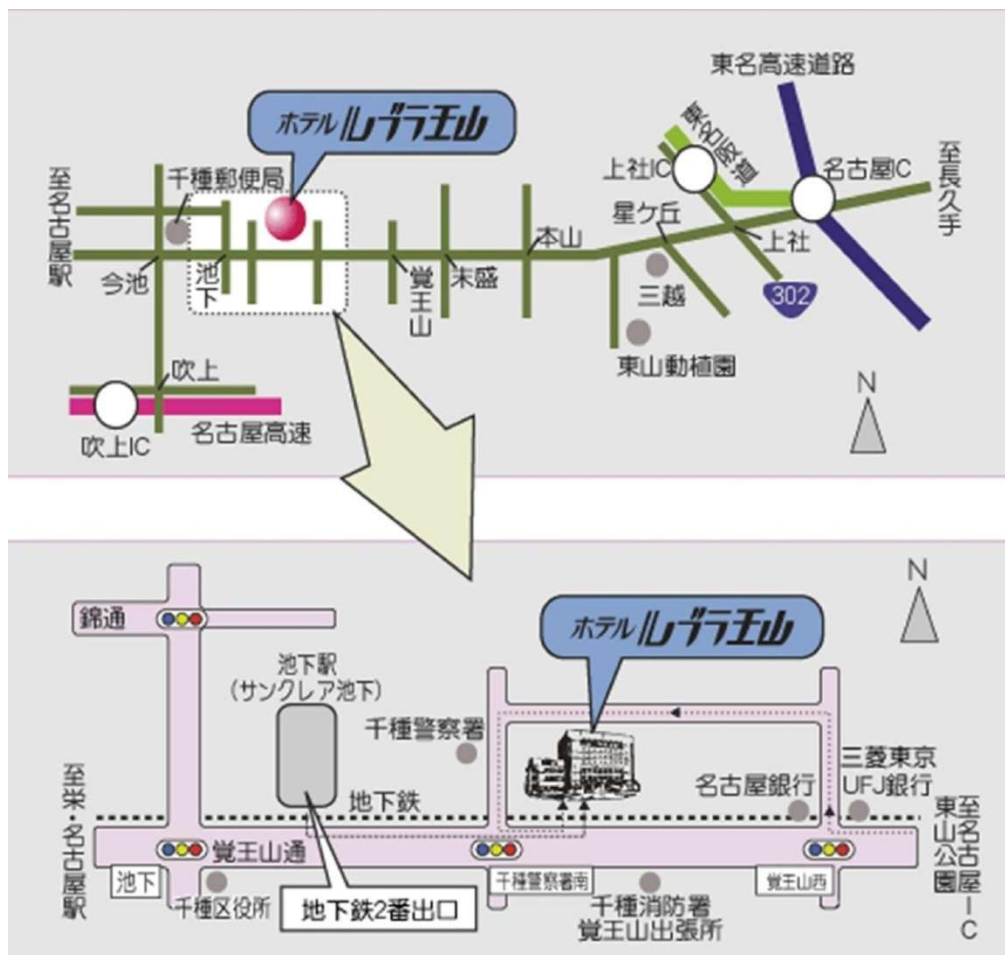 東名高速道路
ホテルルブラ王山
東名阪道
千種郵便局
上社IC
名古屋IC
至名古屋駅
至長久手
星ケ丘
本山
上社
今池
池下
覚王山
末盛
三越
302
東山動植園
吹上
N
吹上IC
名古屋高速
N
錦通
ホテルルブラ王山
池下駅
(サンクレア池下)
千種警察署
三菱東京
UFJ銀行
名古屋銀行
地下鉄
至栄・名古屋駅
至名古屋IC
東山公園
覚王山通
池下
千種警察署南
覚王山西
千種区役所
地下鉄2番出口
千種消防署
覚王山出張所